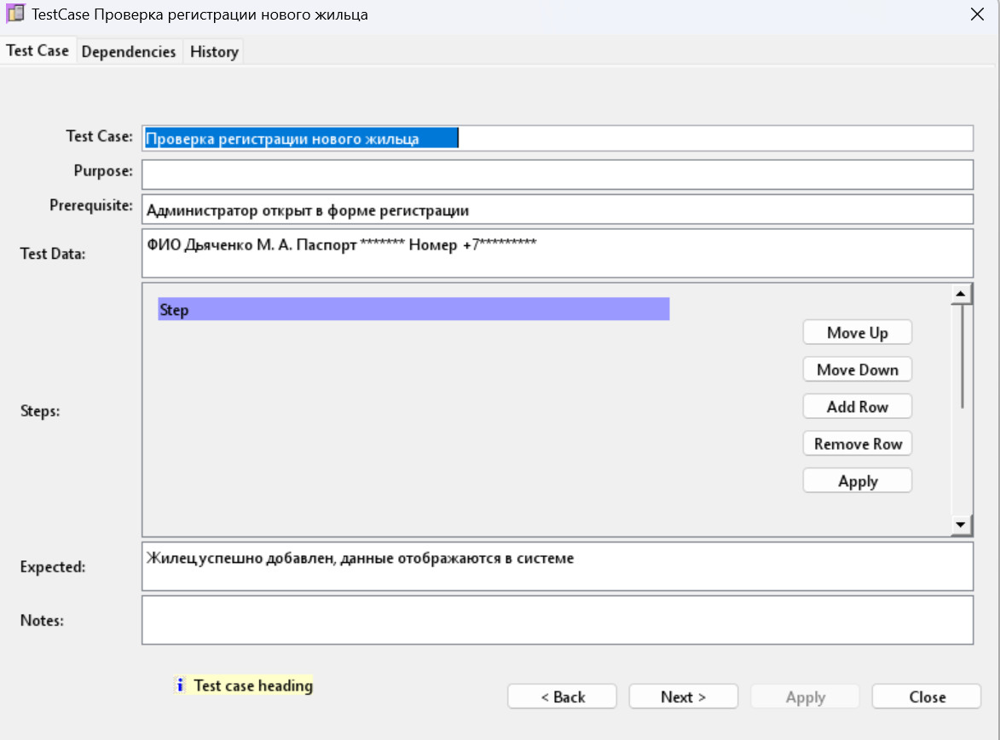 TestCase Проверка регистрации нового жильца
Test Case Dependencies History
Test Case: Проверка регистрации нового жильца
Purpose:
Prerequisite: Администратор открыт в форме регистрации
Test Data: ФИО Дьяченко М. А. Паспорт ******* Номер +7*********
Step
Move Up
Move Down
Add Row
Steps:
Remove Row
Apply
Expected: Жилец успешно добавлен, данные отображаются в системе
Notes:
i Test case heading
< Back Next > Apply Close